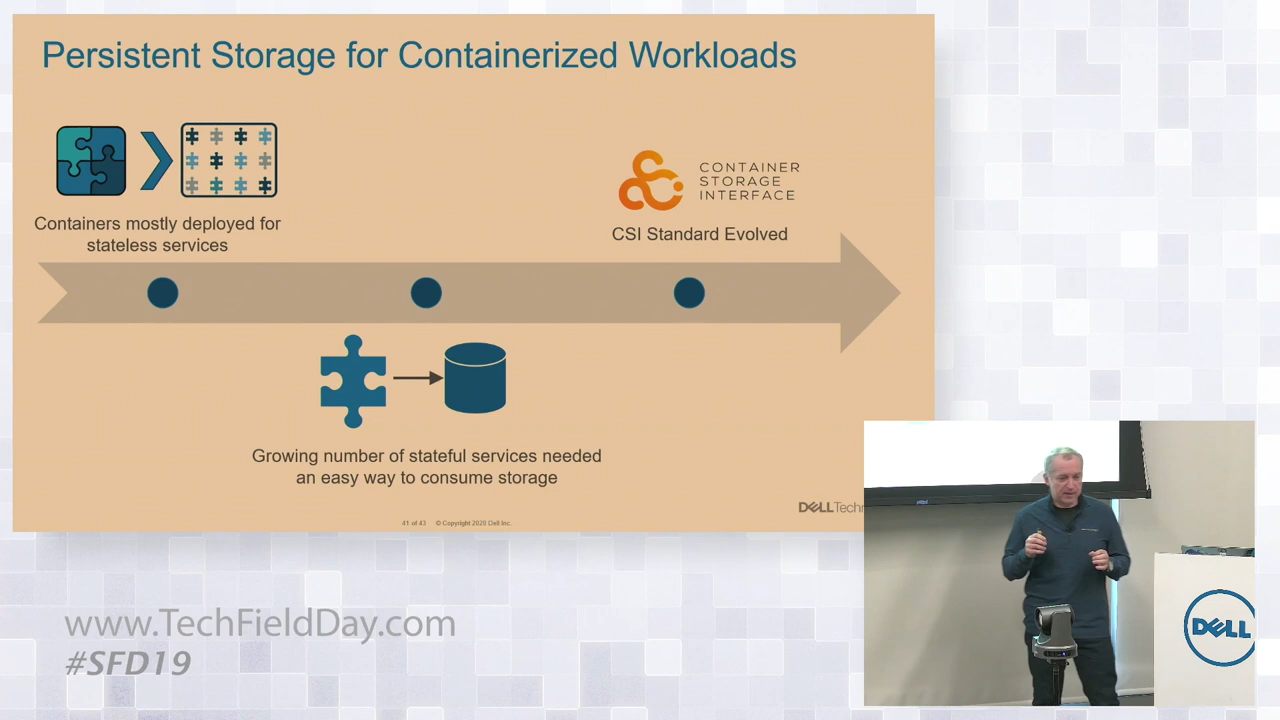 Persistent Storage for Containerized Workloads
Containers mostly deployed for
stateless services
CONTAINER
STORAGE
INTERFACE
CSI Standard Evolved
Growing number of stateful services needed
an easy way to consume storage
41 of 43 © Copyright 2020 Dell Inc.
DELLTechn
www.TechFieldDay.com
#SFD19
DELL